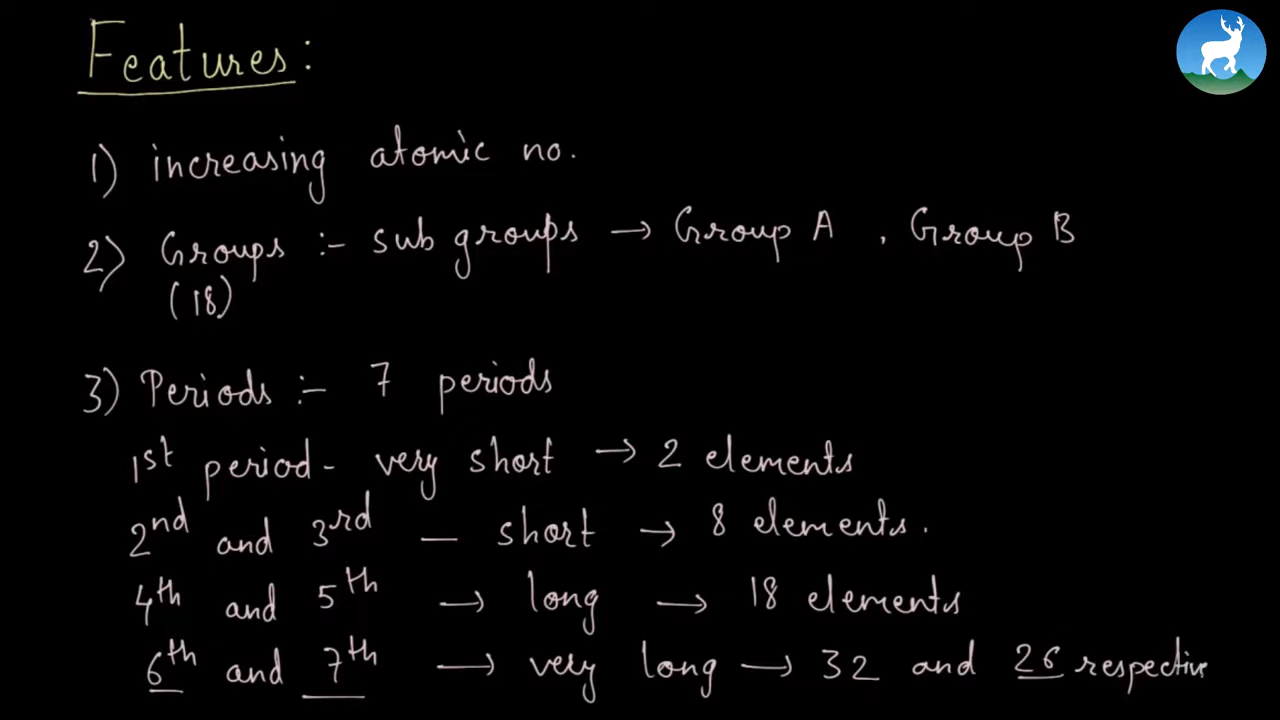 Features:
1) increasing atomic no.
2) Groups :- sub groups → Group A , Group B
(18)
3) Periods :- 7 periods
1st period - very short → 2 elements
2nd and 3rd — short → 8 elements.
4th and 5th → long → 18 elements
6th and 7th → very long → 32 and 26 respective